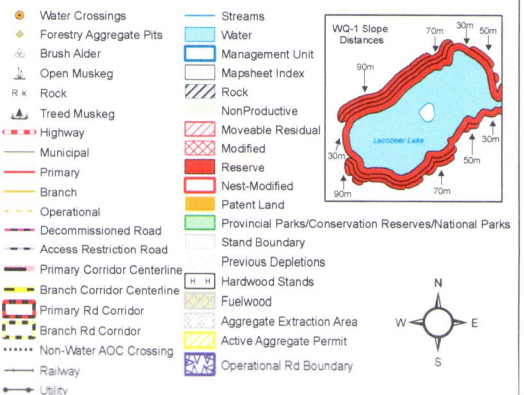 Water Crossings
Forestry Aggregate Pits
Brush Alder
Open Muskeg
R k Rock
Treed Muskeg
Highway
Municipal
Primary
Branch
Operational
Decommissioned Road
Access Restriction Road
Primary Corridor Centerline
Branch Corridor Centerline
Primary Rd Corridor
Branch Rd Corridor
Non-Water AOC Crossing
Railway
Utility
Streams
Water
Management Unit
Mapsheet Index
Rock
NonProductive
Moveable Residual
Modified
Reserve
Nest-Modified
Patent Land
Provincial Parks/Conservation Reserves/National Parks
Stand Boundary
Previous Depletions
H H Hardwood Stands
Fuelwood
Aggregate Extraction Area
Active Aggregate Permit
Operational Rd Boundary
WQ-1 Slope
Distances
70m
30m
50m
90m
Lacobeer Lake
30m
30m
50m
90m
70m
N
W E
S